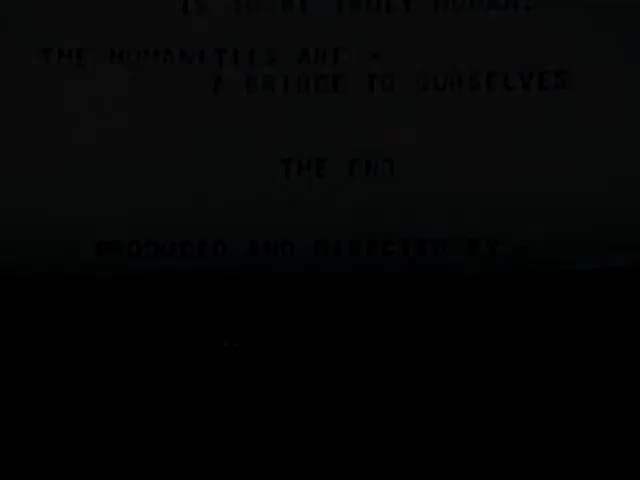 IS TO BE TRULY HUMAN.
THE HUMANITIES ARE -
A BRIDGE TO OURSELVES
THE END
PRODUCED AND DIRECTED BY -